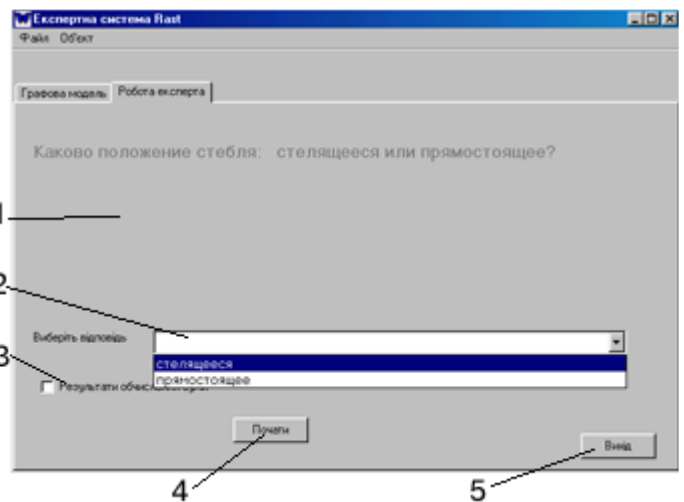 Експертна система Rast
Файл Об'єкт
Графова модель Робота експерта
Каково положение стебля: стелящееся или прямостоящее?
1
2
Виберіть відповідь
стелящееся
3
прямостоящее
Результати
Почати
Вихід
4 5